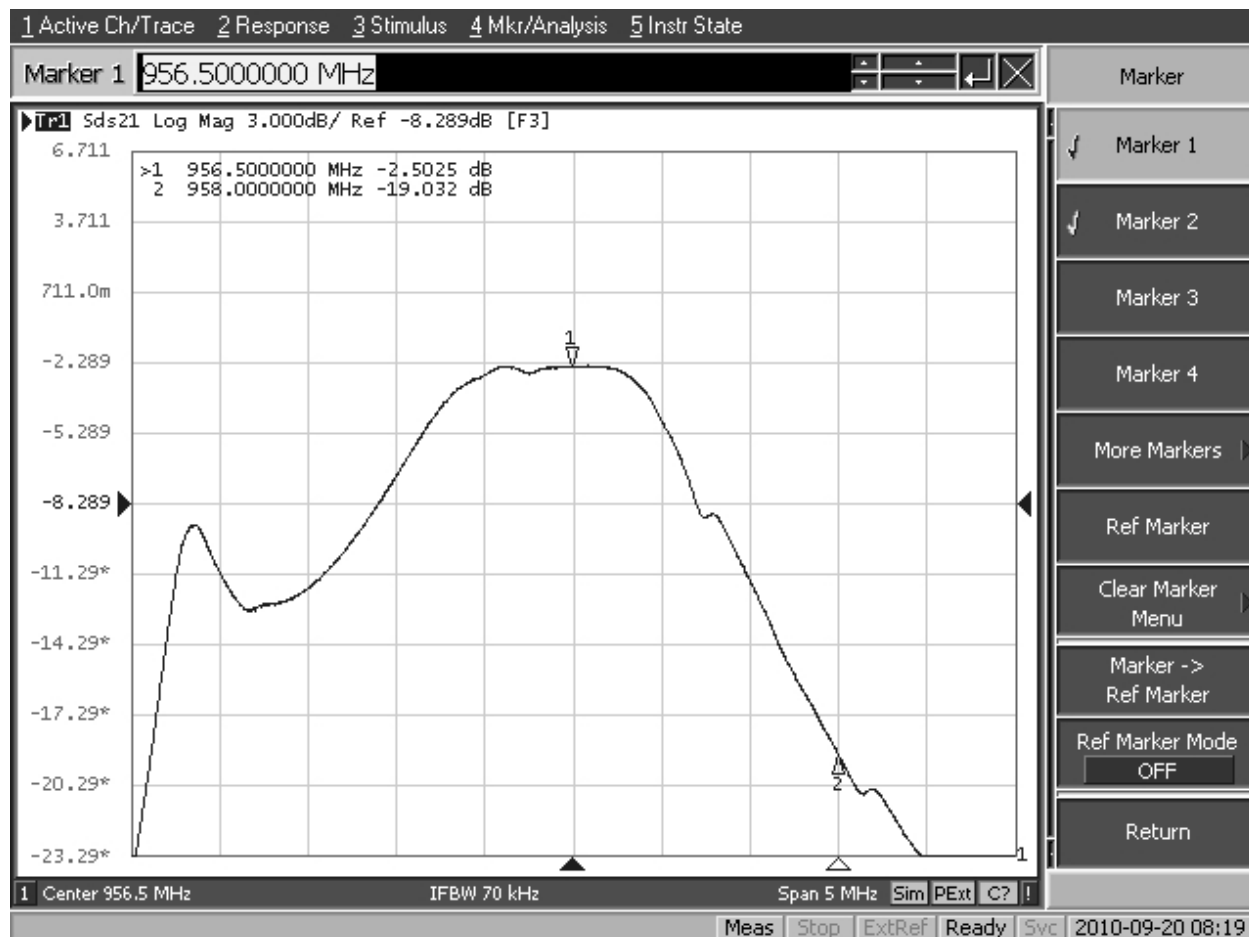 1 Active Ch/Trace 2 Response 3 Stimulus 4 Mkr/Analysis 5 Instr State
Marker 1 956.5000000 MHz
Marker
Tr1 Sds21 Log Mag 3.000dB/ Ref -8.289dB [F3]
6.711
>1 956.5000000 MHz -2.5025 dB
2 958.0000000 MHz -19.032 dB
3.711
711.0m
-2.289
-5.289
-8.289
-11.29*
-14.29*
-17.29*
-20.29*
-23.29*
1
2
1
Marker 1
Marker 2
Marker 3
Marker 4
More Markers
Ref Marker
Clear Marker
Menu
Marker ->
Ref Marker
Ref Marker Mode
OFF
Return
1 Center 956.5 MHz IFBW 70 kHz Span 5 MHz Sim PExt C? !
Meas Stop ExtRef Ready Svc 2010-09-20 08:19